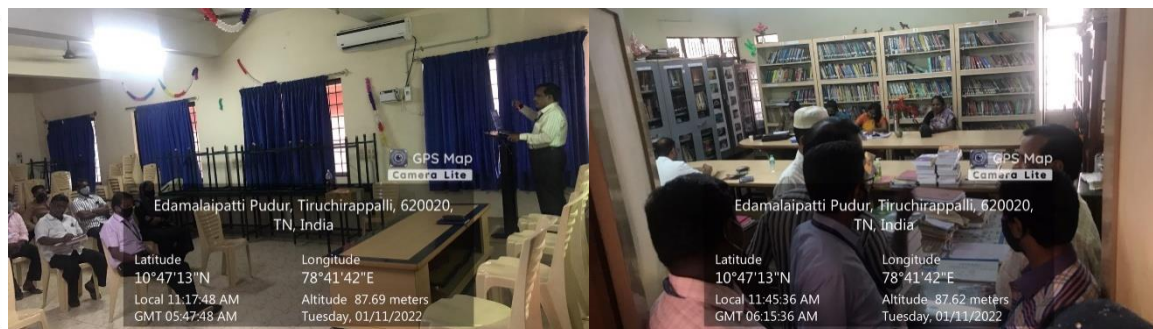 GPS Map
Camera Lite
Edamalaipatti Pudur, Tiruchirappalli, 620020,
TN, India
Latitude
10°47'13"N
Longitude
78°41'42"E
Local 11:17:48 AM
GMT 05:47:48 AM
Altitude 87.69 meters
Tuesday, 01/11/2022
GPS Map
Camera Lite
Edamalaipatti Pudur, Tiruchirappalli, 620020,
TN, India
Latitude
10°47'13"N
Longitude
78°41'42"E
Local 11:45:36 AM
GMT 06:15:36 AM
Altitude 87.62 meters
Tuesday, 01/11/2022